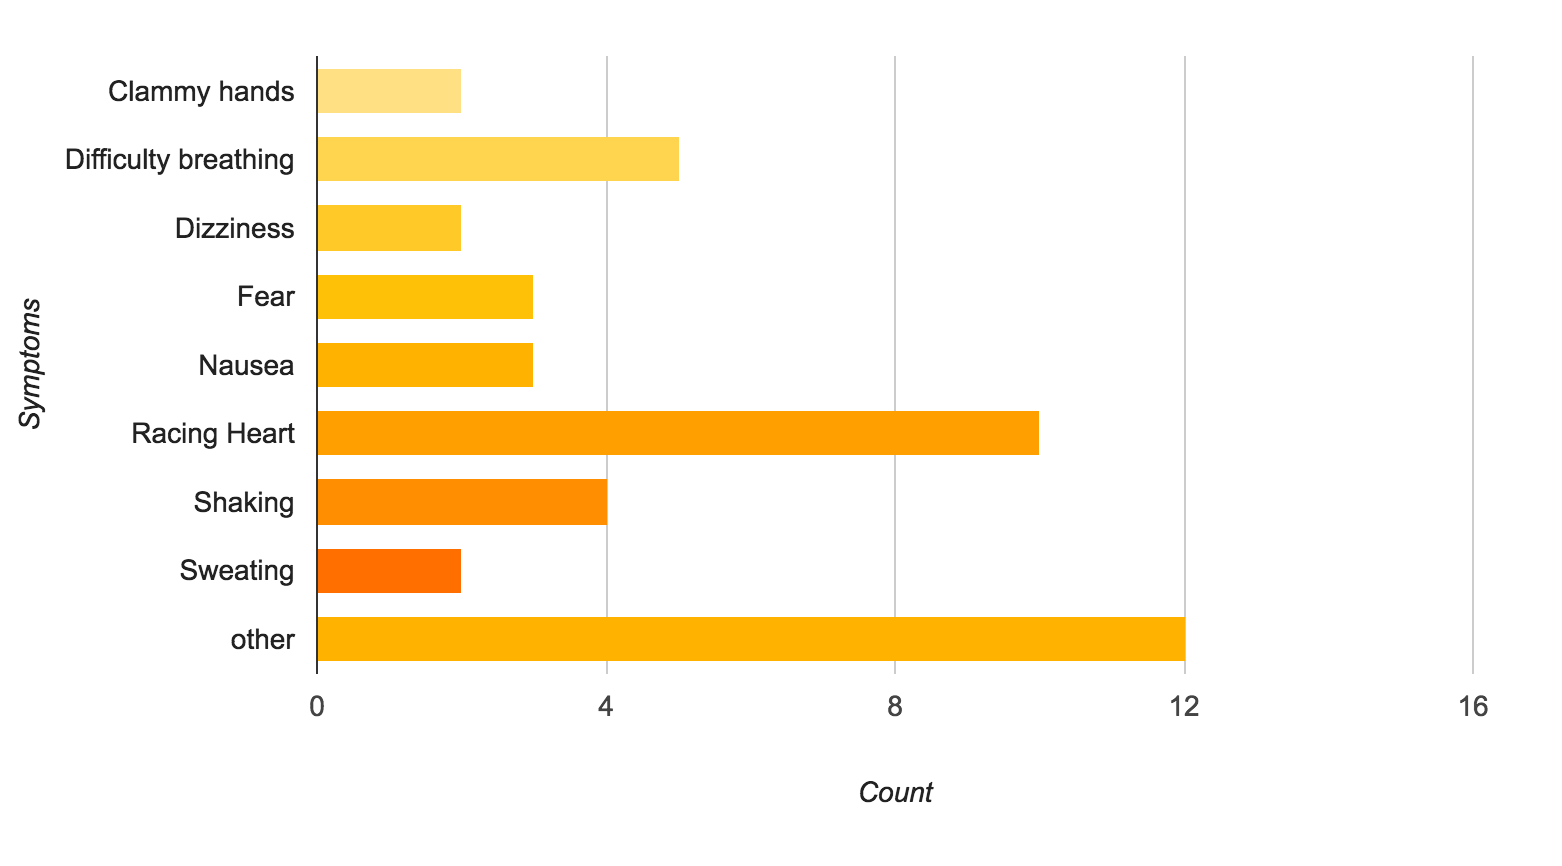 Symptoms
Clammy hands
Difficulty breathing
Dizziness
Fear
Nausea
Racing Heart
Shaking
Sweating
other
0 4 8 12 16
Count